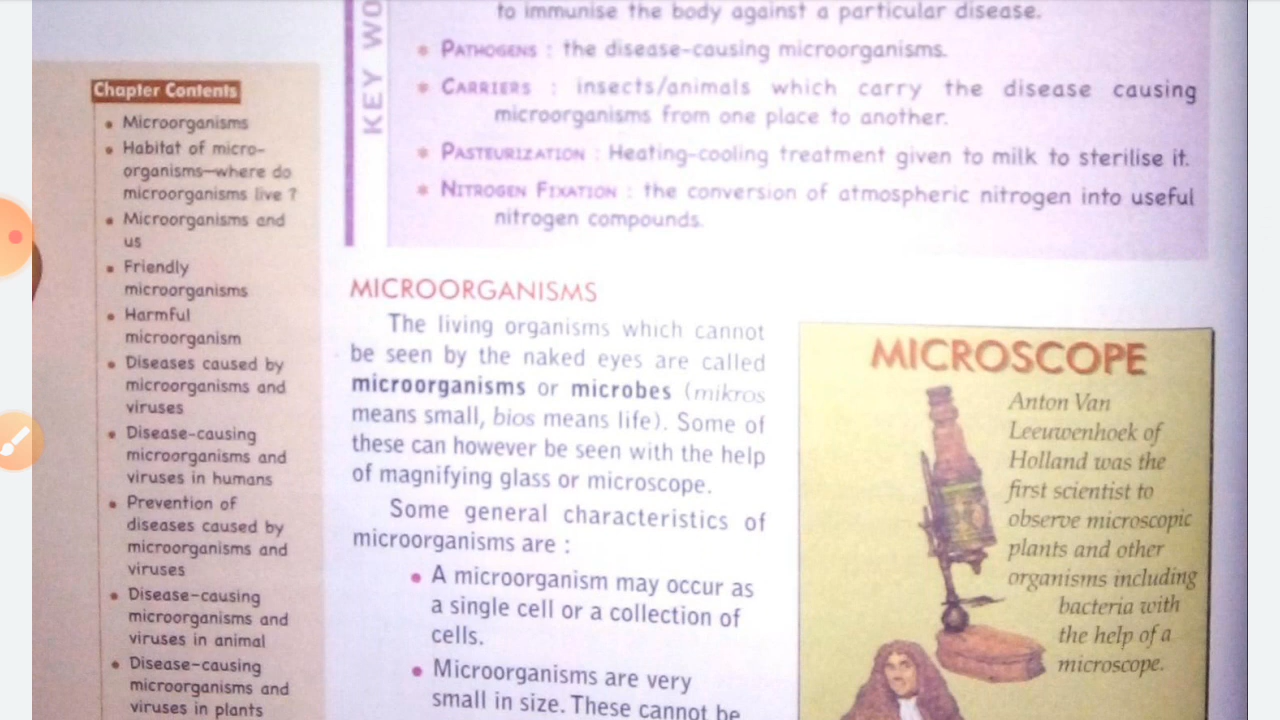 to immunise the body against a particular disease.
KEY WO
* PATHOGENS : the disease-causing microorganisms.
* CARRIERS : insects/animals which carry the disease causing
microorganisms from one place to another.
* PASTEURIZATION : Heating-cooling treatment given to milk to sterilise it.
* NITROGEN FIXATION : the conversion of atmospheric nitrogen into useful
nitrogen compounds.
Chapter Contents
• Microorganisms
• Habitat of micro-
organisms—where do
microorganisms live ?
• Microorganisms and
us
• Friendly
microorganisms
• Harmful
microorganism
• Diseases caused by
microorganisms and
viruses
• Disease-causing
microorganisms and
viruses in humans
• Prevention of
diseases caused by
microorganisms and
viruses
• Disease-causing
microorganisms and
viruses in animal
• Disease-causing
microorganisms and
viruses in plants
MICROORGANISMS
The living organisms which cannot
be seen by the naked eyes are called
microorganisms or microbes (mikros
means small, bios means life). Some of
these can however be seen with the help
of magnifying glass or microscope.
Some general characteristics of
microorganisms are :
• A microorganism may occur as
a single cell or a collection of
cells.
• Microorganisms are very
small in size. These cannot be
MICROSCOPE
Anton Van
Leeuwenhoek of
Holland was the
first scientist to
observe microscopic
plants and other
organisms including
bacteria with
the help of a
microscope.